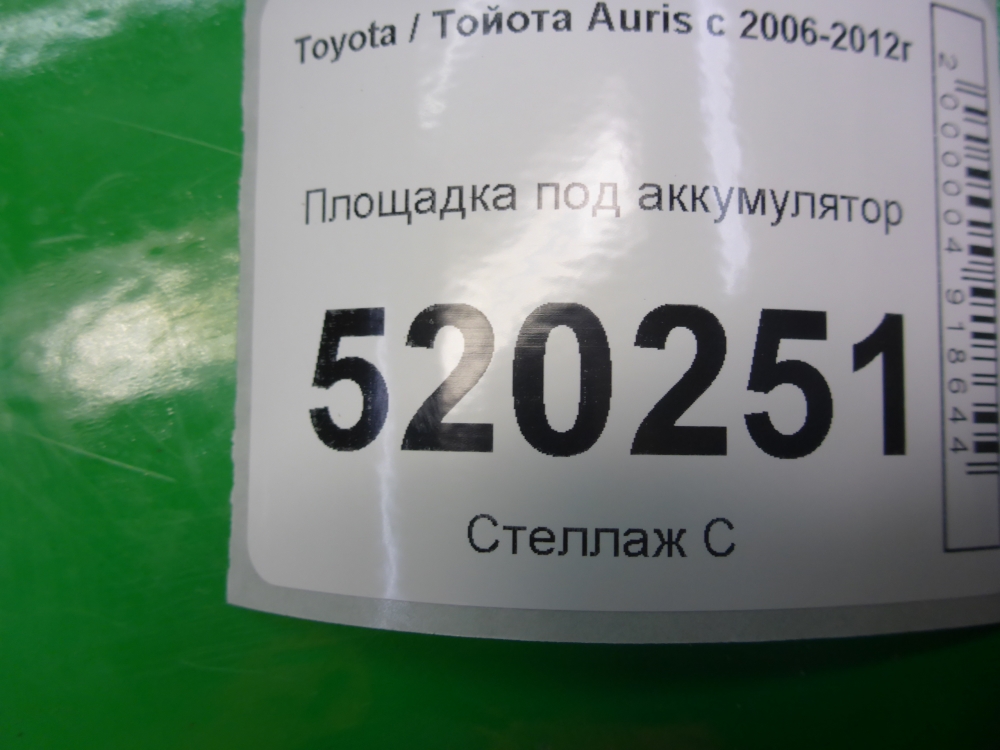 Toyota / Тойота Auris с 2006-2012г
Площадка под аккумулятор
520251
Стеллаж С
2000004918644